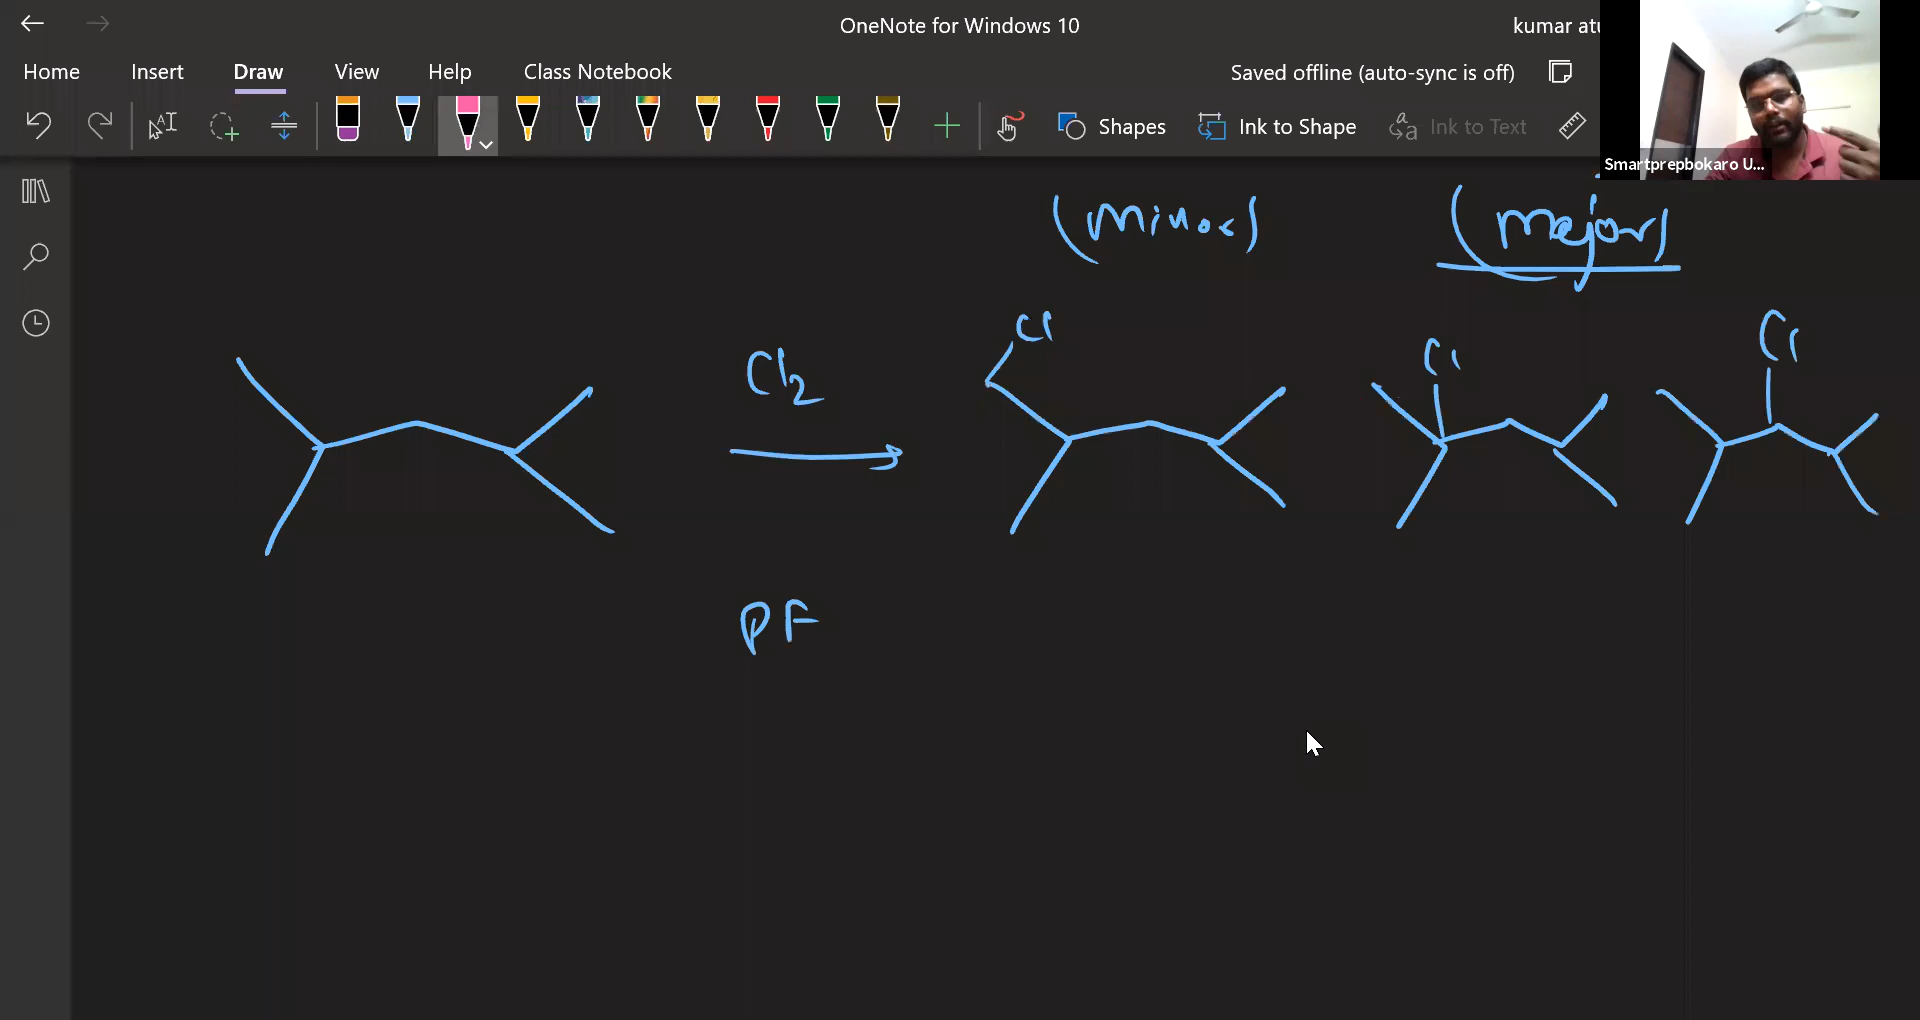 OneNote for Windows 10
kumar atu
Home Insert Draw View Help Class Notebook
Saved offline (auto-sync is off)
Shapes Ink to Shape Ink to Text
Smartprepbokaro U...
(minor) (major)
Cl Cl Cl
Cl2
PF